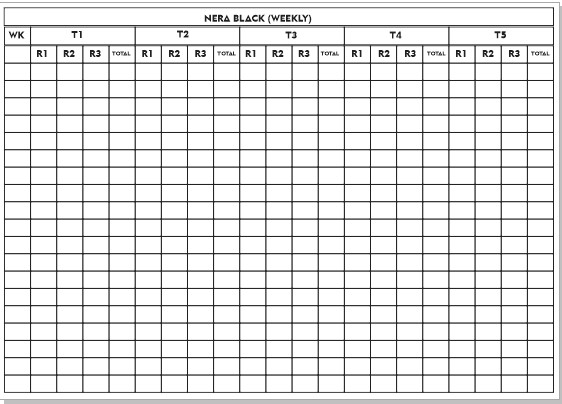 NERA BLACK (WEEKLY)
WK T1 T2 T3 T4 T5
R1 R2 R3 TOTAL R1 R2 R3 TOTAL R1 R2 R3 TOTAL R1 R2 R3 TOTAL R1 R2 R3 TOTAL